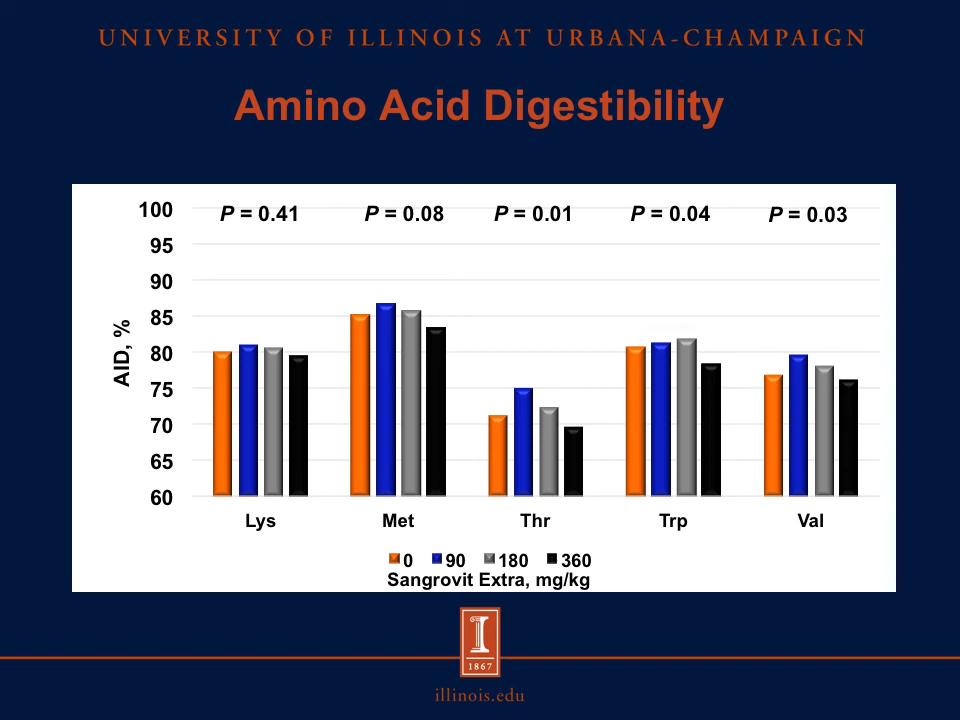 UNIVERSITY OF ILLINOIS AT URBANA-CHAMPAIGN
Amino Acid Digestibility
P = 0.41 P = 0.08 P = 0.01 P = 0.04 P = 0.03
100
95
90
85
80
75
70
65
60
AID, %
Lys Met Thr Trp Val
0 90 180 360
Sangrovit Extra, mg/kg
I
1867
illinois.edu